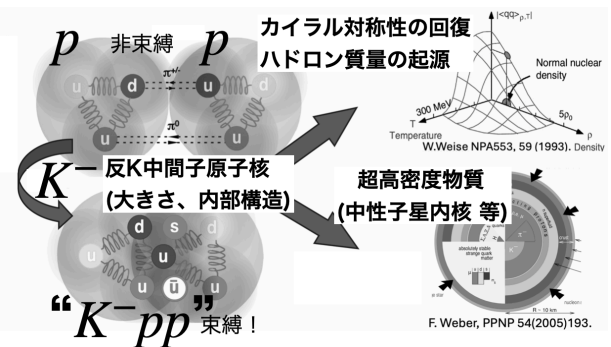 p 非束縛 p
u d π+/- u d
u π⁰ u
カイラル対称性の回復
ハドロン質量の起源
|<qq>ρ,T|
Normal nuclear
density
300 MeV
5ρ₀
T
Temperature
ρ
Density
W.Weise NPA553, 59 (1993).
K⁻ 反K中間子原子核
(大きさ、内部構造)
d s
u u
u ū
“K⁻pp” 束縛！
超高密度物質
(中性子星内核 等)
absolutely stable
strange quark
matter
R ~ 10 km
F. Weber, PPNP 54(2005)193.